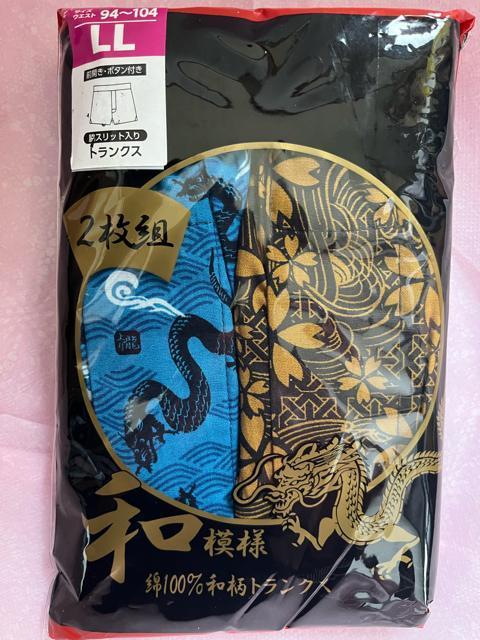 サイズ
ウエスト 94〜104
LL
前開き・ボタン付き
脇スリット入り
トランクス
2枚組
和模様
綿100%和柄トランクス